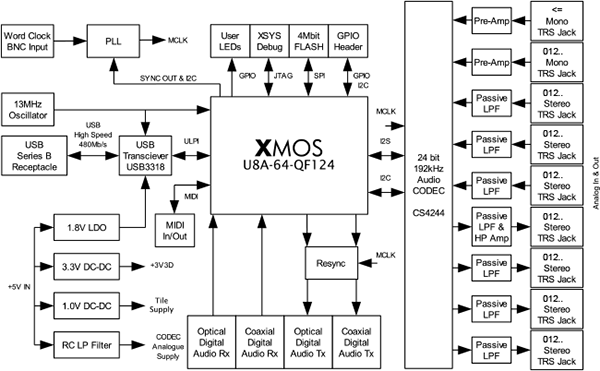 Word Clock
BNC Input
PLL
MCLK
User
LEDs
XSYS
Debug
4Mbit
FLASH
GPIO
Header
SYNC OUT & I2C
GPIO
JTAG
SPI
GPIO
I2C
13MHz
Oscillator
USB
High Speed
480Mb/s
USB
Series B
Receptacle
USB
Transciever
USB3318
ULPI
XMOS
U8A-64-QF124
MCLK
I2S
I2C
MIDI
MIDI
In/Out
+5V IN
1.8V LDO
3.3V DC-DC
+3V3D
1.0V DC-DC
Tile
Supply
RC LP Filter
CODEC
Analogue
Supply
Resync
MCLK
Optical
Digital
Audio Rx
Coaxial
Digital
Audio Rx
Optical
Digital
Audio Tx
Coaxial
Digital
Audio Tx
24 bit
192kHz
Audio
CODEC
CS4244
Pre-Amp
<=
Mono
TRS Jack
Pre-Amp
012..
Mono
TRS Jack
Passive
LPF
012..
Stereo
TRS Jack
Passive
LPF
012..
Stereo
TRS Jack
Passive
LPF
012..
Stereo
TRS Jack
Passive
LPF &
HP Amp
012..
Stereo
TRS Jack
Passive
LPF
012..
Stereo
TRS Jack
Passive
LPF
012..
Stereo
TRS Jack
Passive
LPF
012..
Stereo
TRS Jack
Analog In & Out